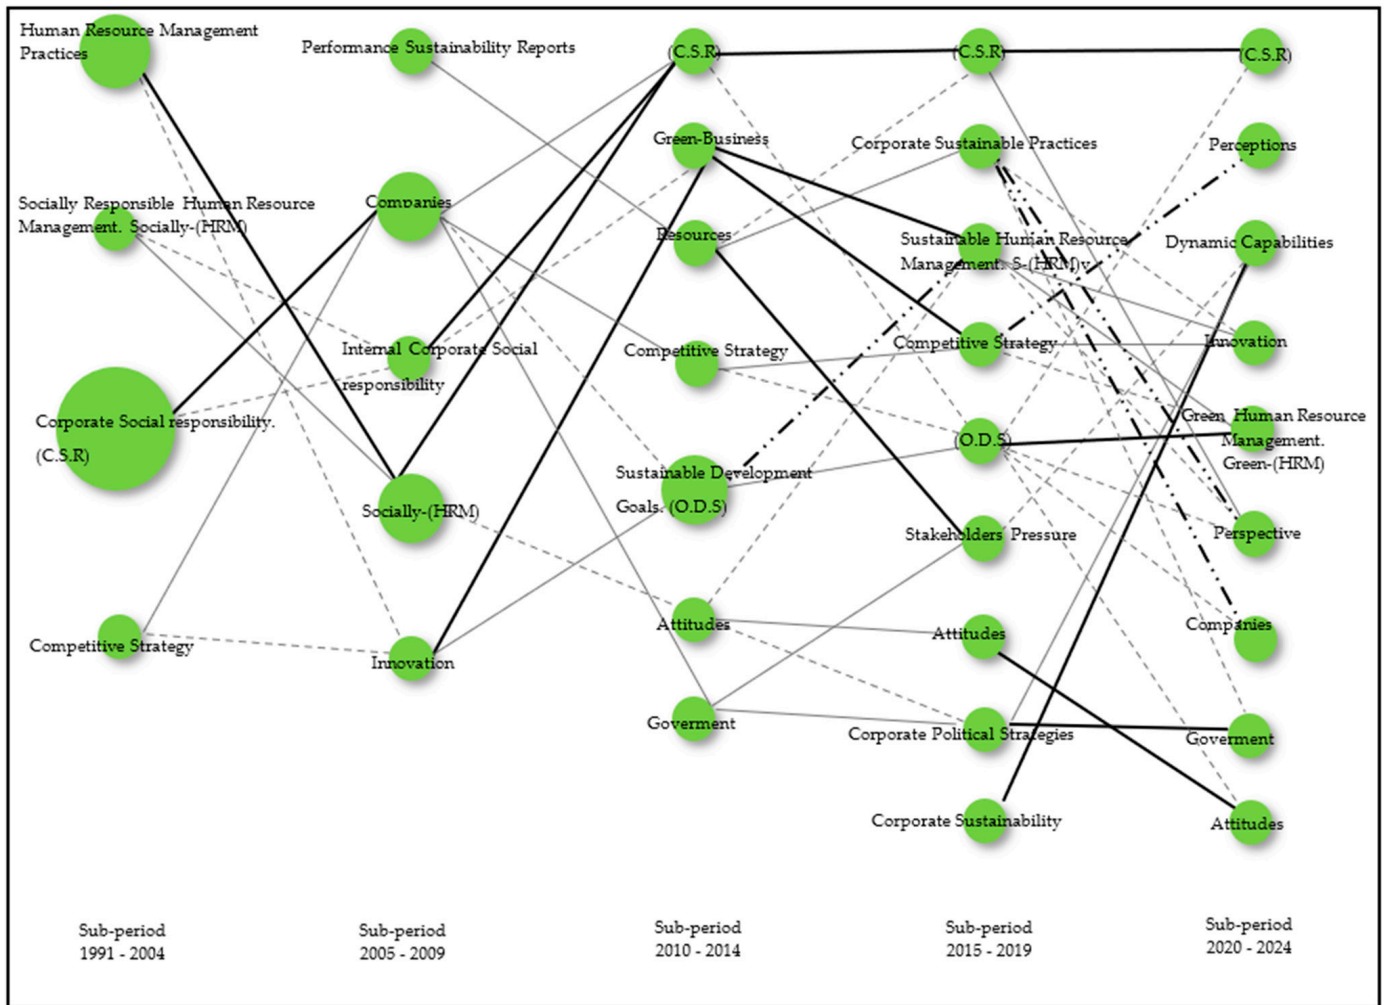 Human Resource Management
Practices
Socially Responsible Human Resource
Management. Socially-(HRM)
Corporate Social responsibility.
(C.S.R)
Competitive Strategy
Performance Sustainability Reports
Companies
Internal Corporate Social
responsibility
Socially-(HRM)
Innovation
(C.S.R)
Green-Business
Resources
Competitive Strategy
Sustainable Development
Goals. (O.D.S)
Attitudes
Goverment
(C.S.R)
Corporate Sustainable Practices
Sustainable Human Resource
Management. S-(HRM)v
Competitive Strategy
(O.D.S)
Stakeholders Pressure
Attitudes
Corporate Political Strategies
Corporate Sustainability
(C.S.R)
Perceptions
Dynamic Capabilities
Innovation
Green Human Resource
Management.
Green-(HRM)
Perspective
Companies
Goverment
Attitudes
Sub-period
1991 - 2004
Sub-period
2005 - 2009
Sub-period
2010 - 2014
Sub-period
2015 - 2019
Sub-period
2020 - 2024